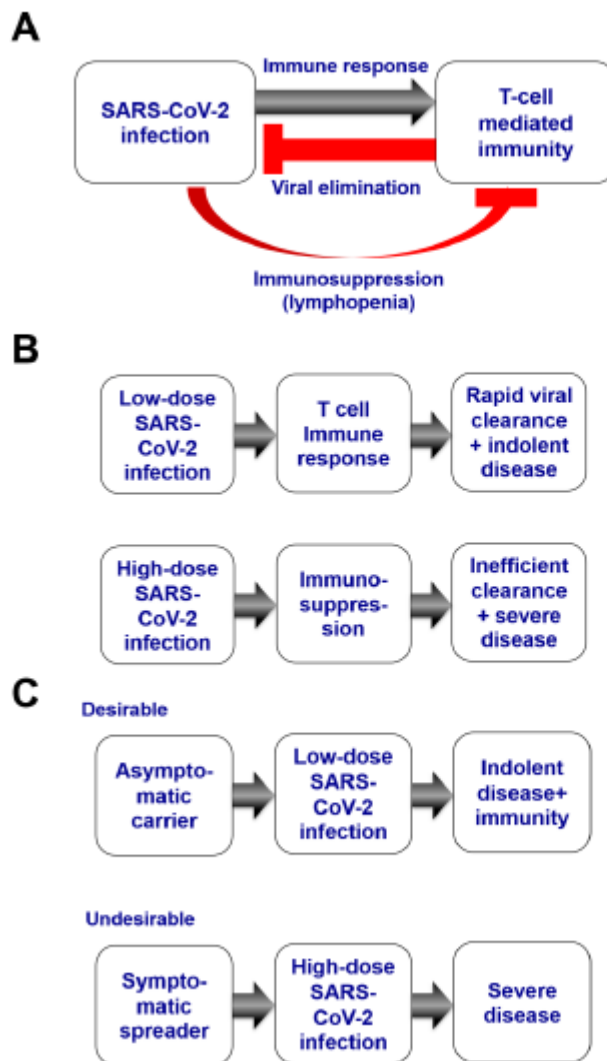 A
Immune response
SARS-CoV-2
infection
T-cell
mediated
immunity
Viral elimination
Immunosuppression
(lymphopenia)
B
Low-dose
SARS-
CoV-2
infection
T cell
Immune
response
Rapid viral
clearance
+ indolent
disease
High-dose
SARS-
CoV-2
infection
Immuno-
suppres-
sion
Inefficient
clearance
+ severe
disease
C
Desirable
Asympto-
matic
carrier
Low-dose
SARS-
CoV-2
infection
Indolent
disease+
immunity
Undesirable
Sympto-
matic
spreader
High-dose
SARS-
CoV-2
infection
Severe
disease